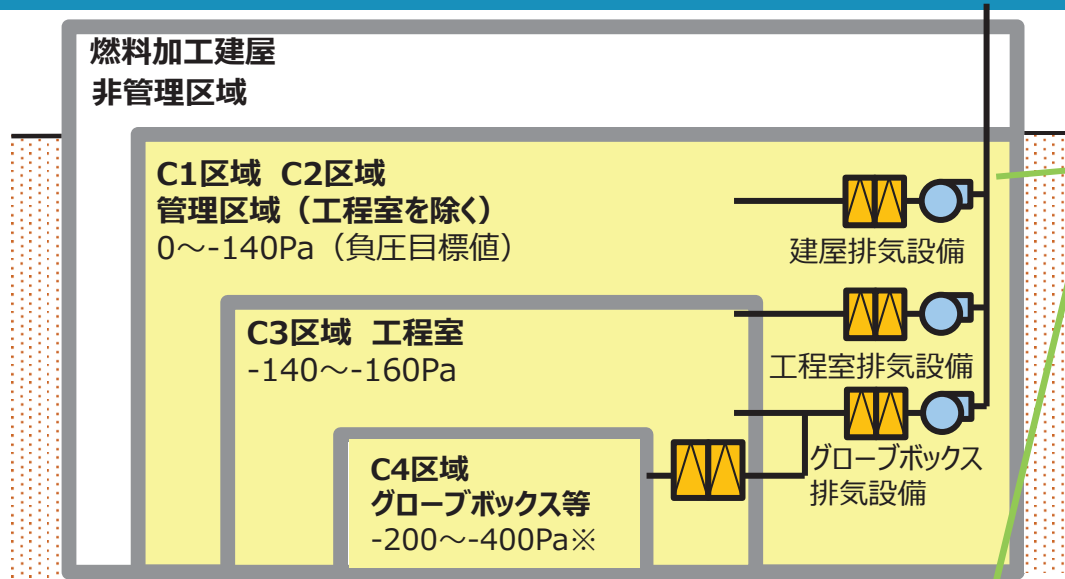 燃料加工建屋
非管理区域
C1区域 C2区域
管理区域（工程室を除く）
0～-140Pa（負圧目標値）
建屋排気設備
C3区域 工程室
-140～-160Pa
工程室排気設備
C4区域
グローブボックス等
-200～-400Pa※
グローブボックス
排気設備